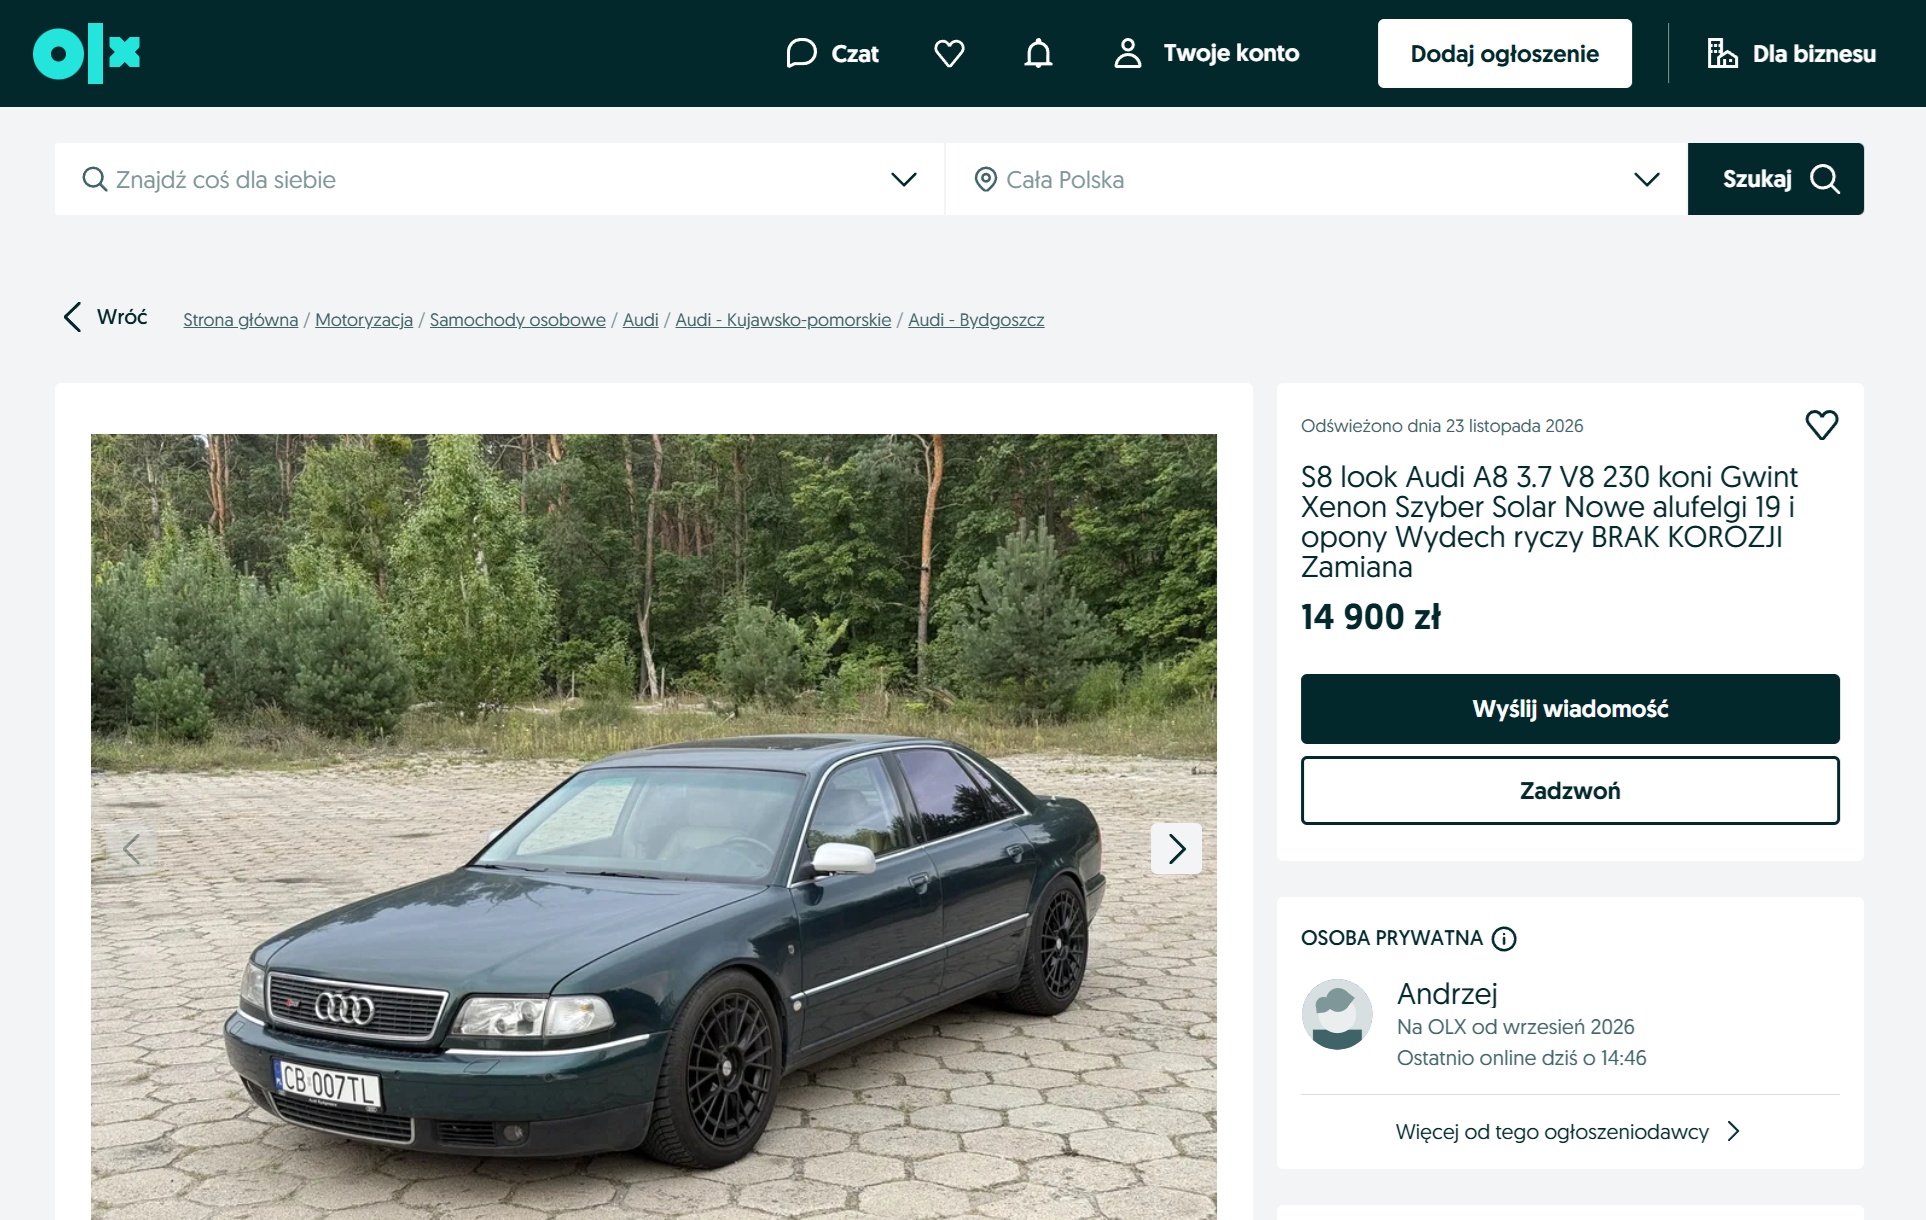 olx
Czat
Twoje konto
Dodaj ogłoszenie
Dla biznesu
Znajdź coś dla siebie
Cała Polska
Szukaj
Wróć
Strona główna / Motoryzacja / Samochody osobowe / Audi / Audi - Kujawsko-pomorskie / Audi - Bydgoszcz
CB 007TL
Odświeżono dnia 23 listopada 2026
S8 look Audi A8 3.7 V8 230 koni Gwint
Xenon Szyber Solar Nowe alufelgi 19 i
opony Wydech ryczy BRAK KOROZJI
Zamiana
14 900 zł
Wyślij wiadomość
Zadzwoń
OSOBA PRYWATNA
Andrzej
Na OLX od wrzesień 2026
Ostatnio online dziś o 14:46
Więcej od tego ogłoszeniodawcy